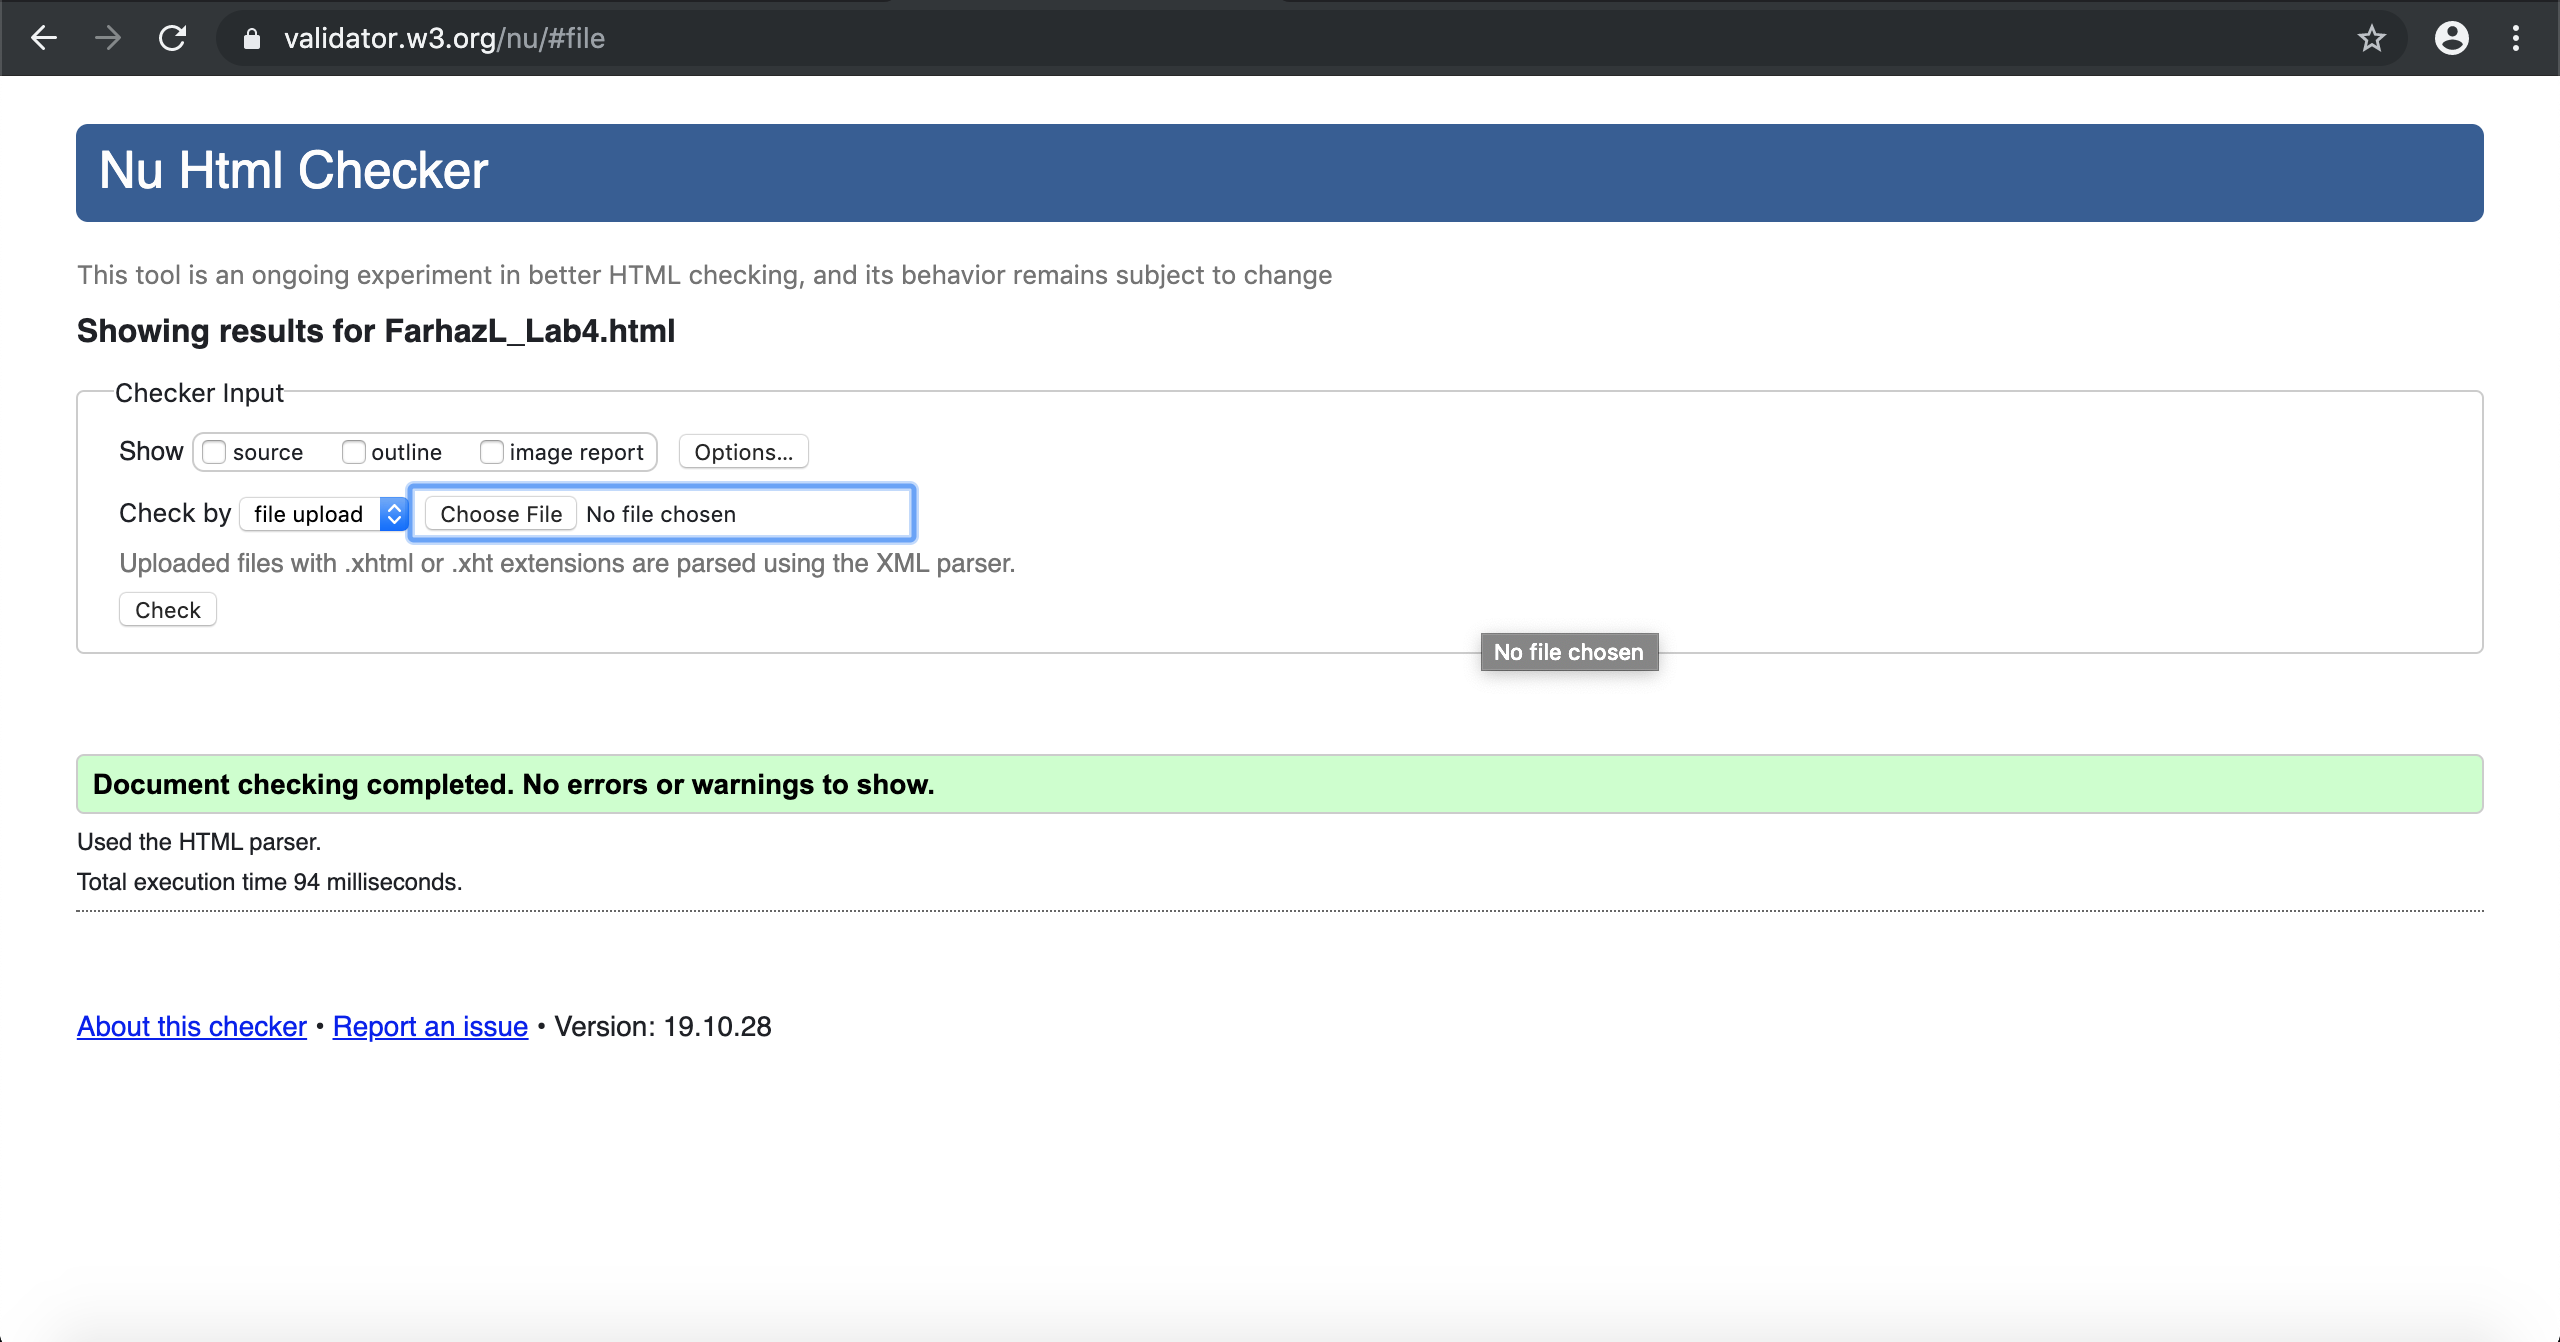 validator.w3.org/nu/#file
Nu Html Checker
This tool is an ongoing experiment in better HTML checking, and its behavior remains subject to change
Showing results for FarhazL_Lab4.html
Checker Input
Show source outline image report Options...
Check by file upload Choose File No file chosen
Uploaded files with .xhtml or .xht extensions are parsed using the XML parser.
Check
No file chosen
Document checking completed. No errors or warnings to show.
Used the HTML parser.
Total execution time 94 milliseconds.
About this checker • Report an issue • Version: 19.10.28